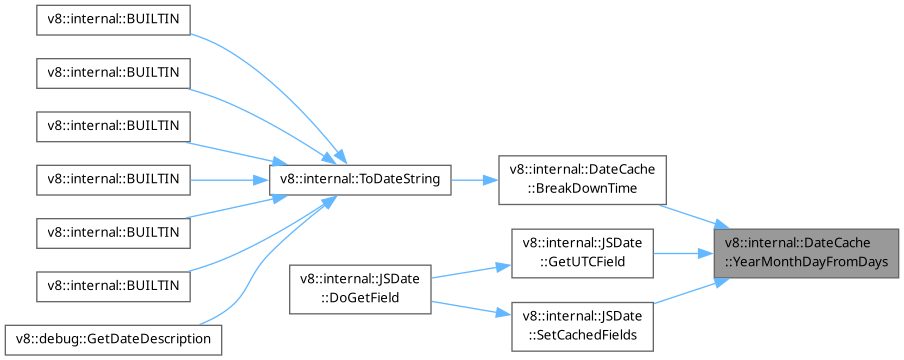 v8::internal::BUILTIN
v8::internal::BUILTIN
v8::internal::BUILTIN
v8::internal::BUILTIN
v8::internal::BUILTIN
v8::internal::BUILTIN
v8::debug::GetDateDescription
v8::internal::ToDateString
v8::internal::JSDate
::DoGetField
v8::internal::DateCache
::BreakDownTime
v8::internal::JSDate
::GetUTCField
v8::internal::JSDate
::SetCachedFields
v8::internal::DateCache
::YearMonthDayFromDays